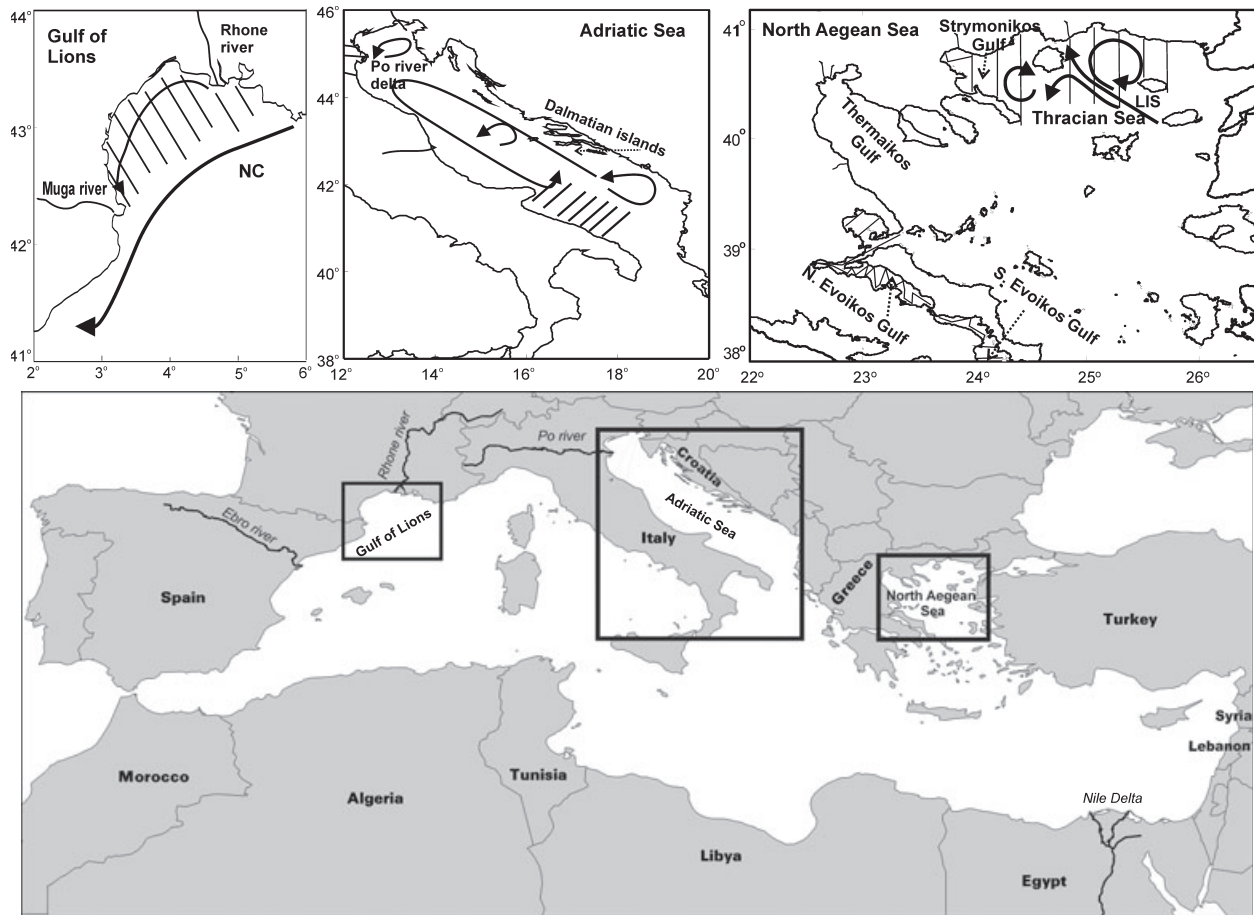 44°
43°
42°
41°
2°
3°
4°
5°
6°
Gulf of
Lions
Rhone
river
NC
Muga river
46°
44°
42°
40°
38°
12°
14°
16°
18°
20°
Adriatic Sea
Po river
delta
Dalmatian islands
41°
40°
39°
38°
22°
23°
24°
25°
26°
North Aegean Sea
Strymonikos
Gulf
LIS
Thracian Sea
Thermaikos
Gulf
N. Evoikos Gulf
S. Evoikos Gulf
Rhone river
Po river
Croatia
Ebro river
Gulf of Lions
Adriatic Sea
Italy
Greece
North Aegean
Sea
Spain
Turkey
Syria
Lebanon
Morocco
Algeria
Tunisia
Nile Delta
Libya
Egypt